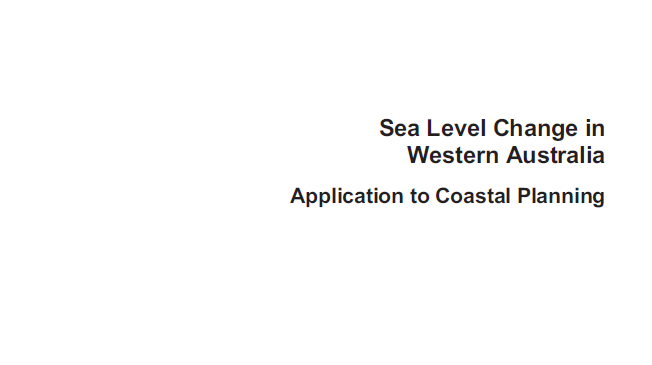 Sea Level Change in
Western Australia
Application to Coastal Planning